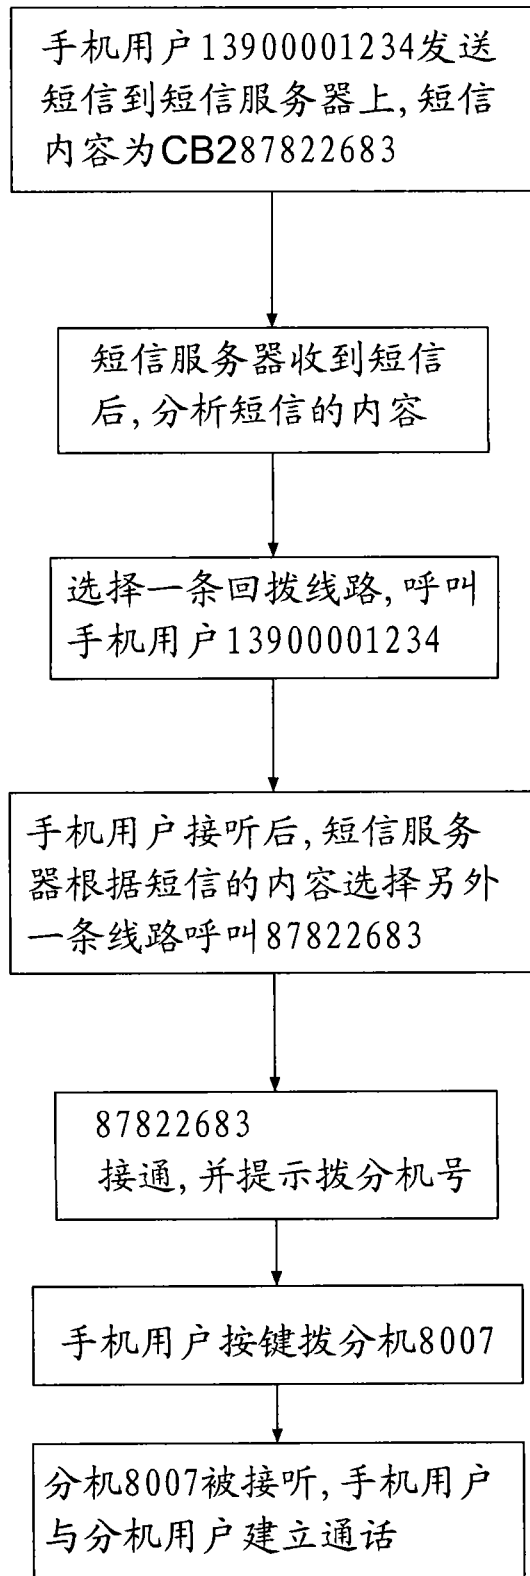 手机用户13900001234发送
短信到短信服务器上,短信
内容为CB287822683
短信服务器收到短信
后,分析短信的内容
选择一条回拨线路,呼叫
手机用户13900001234
手机用户接听后,短信服务
器根据短信的内容选择另外
一条线路呼叫87822683
87822683
接通,并提示拨分机号
手机用户按键拨分机8007
分机8007被接听,手机用户
与分机用户建立通话